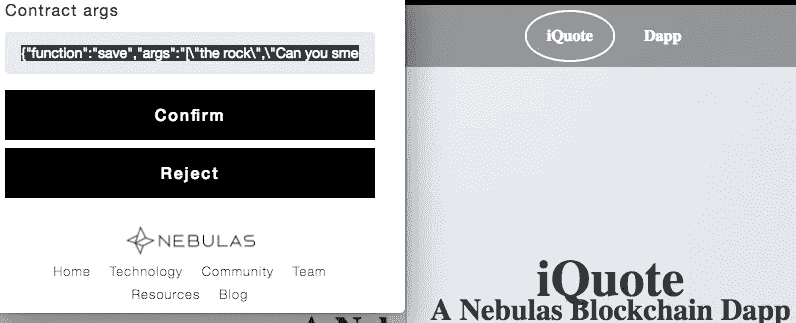 Contract args
{"function":"save","args":"[\"the rock\",\"Can you sme
Confirm
Reject
NEBULAS
Home Technology Community Team
Resources Blog
iQuote Dapp
iQuote
A Nebulas Blockchain Dapp